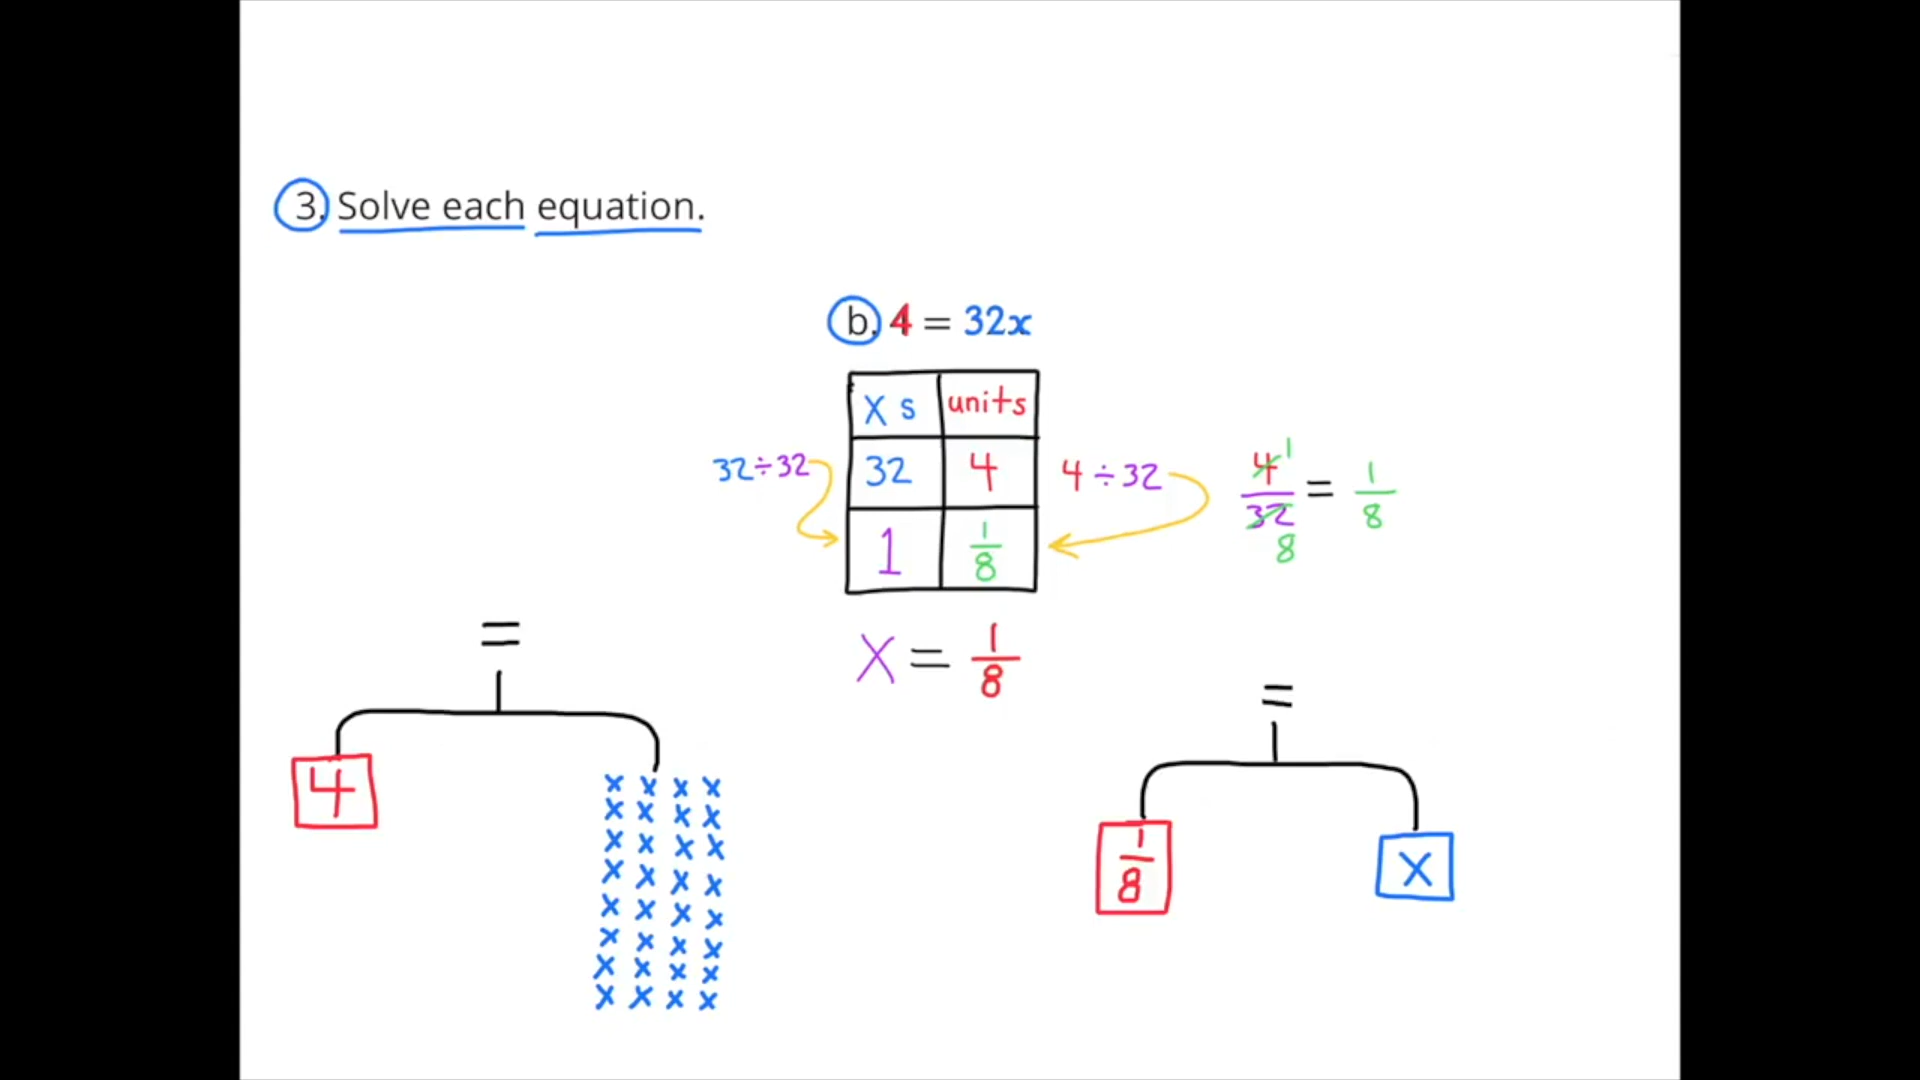 3. Solve each equation.
b. 4 = 32x
x s units
32÷32 32 4 4 ÷32 4 1 / 32 8 = 1/8
1 1/8
x = 1/8
=
4
x x x x
x x x x
x x x x
x x x x
x x x x
x x x x
x x x x
x x x x
=
1/8 x